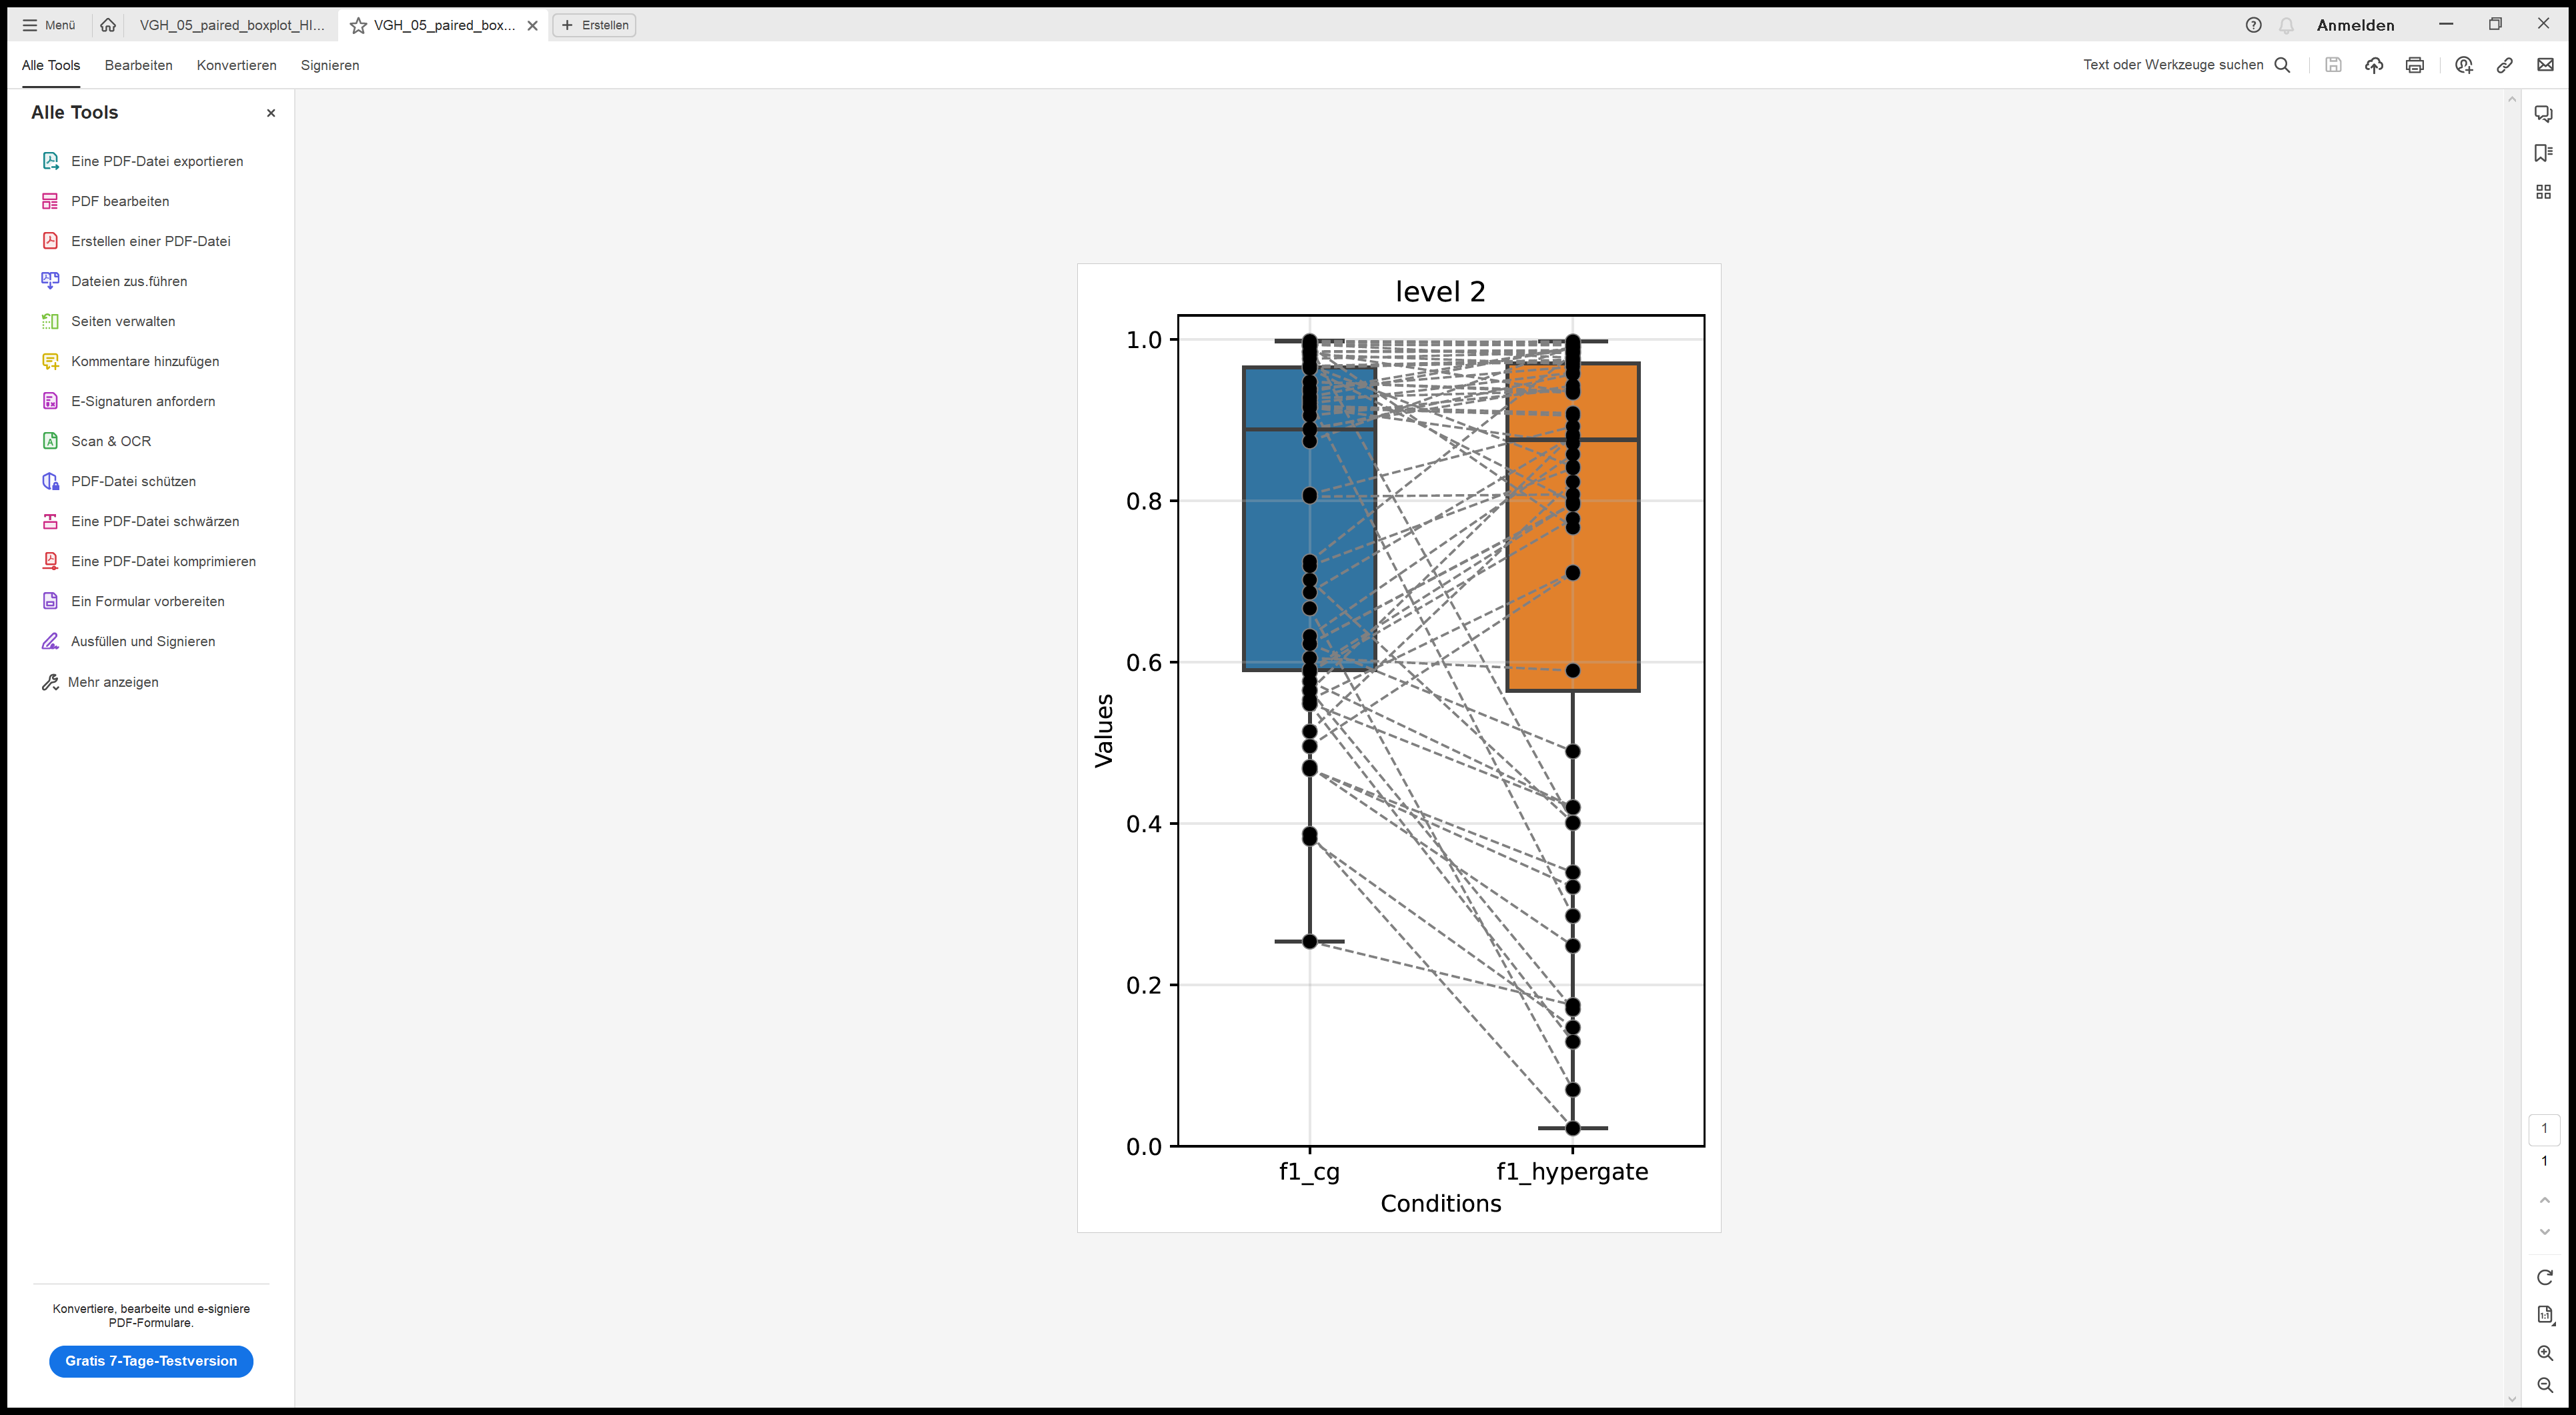 Menü
VGH_05_paired_boxplot_HI...
VGH_05_paired_box...
Erstellen
Anmelden
Alle Tools
Bearbeiten
Konvertieren
Signieren
Text oder Werkzeuge suchen
Alle Tools
Eine PDF-Datei exportieren
PDF bearbeiten
Erstellen einer PDF-Datei
Dateien zus.führen
Seiten verwalten
Kommentare hinzufügen
E-Signaturen anfordern
Scan & OCR
PDF-Datei schützen
Eine PDF-Datei schwärzen
Eine PDF-Datei komprimieren
Ein Formular vorbereiten
Ausfüllen und Signieren
Mehr anzeigen
Konvertiere, bearbeite und e-signiere
PDF-Formulare.
Gratis 7-Tage-Testversion
level 2
1.0
0.8
0.6
0.4
0.2
0.0
Values
f1_cg
f1_hypergate
Conditions
1
1